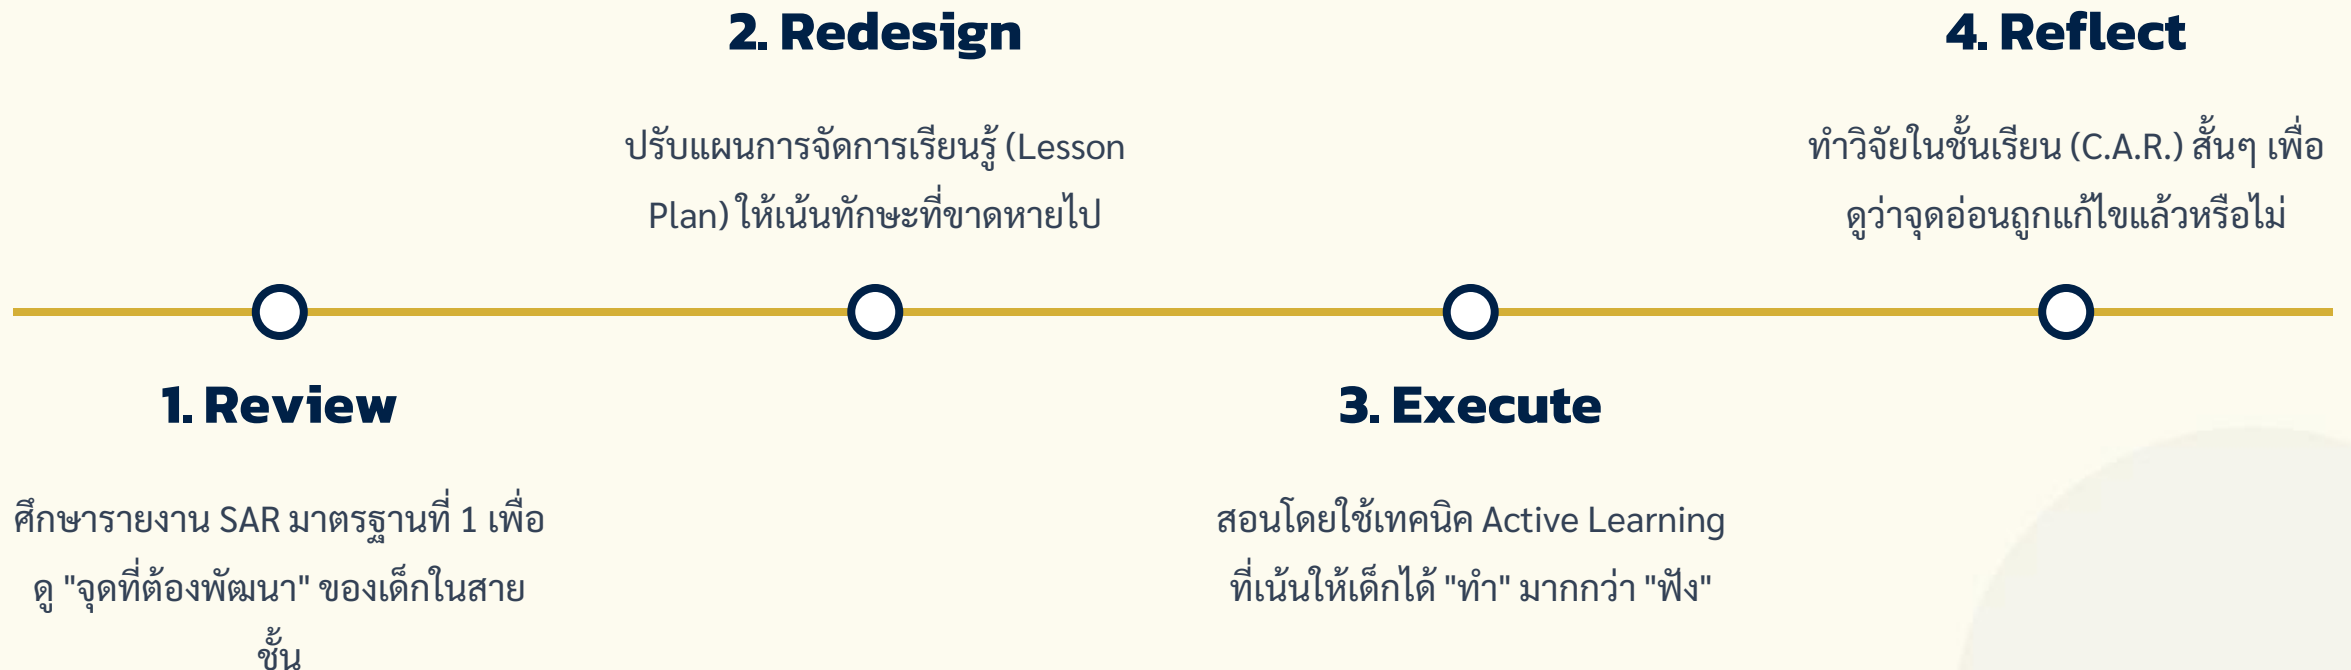 1. Review
ศึกษารายงาน SAR มาตรฐานที่ 1 เพื่อ
ดู "จุดที่ต้องพัฒนา" ของเด็กในสาย
ชั้น
2. Redesign
ปรับแผนการจัดการเรียนรู้ (Lesson
Plan) ให้เน้นทักษะที่ขาดหายไป
3. Execute
สอนโดยใช้เทคนิค Active Learning
ที่เน้นให้เด็กได้ "ทำ" มากกว่า "ฟัง"
4. Reflect
ทำวิจัยในชั้นเรียน (C.A.R.) สั้นๆ เพื่อ
ดูว่าจุดอ่อนถูกแก้ไขแล้วหรือไม่